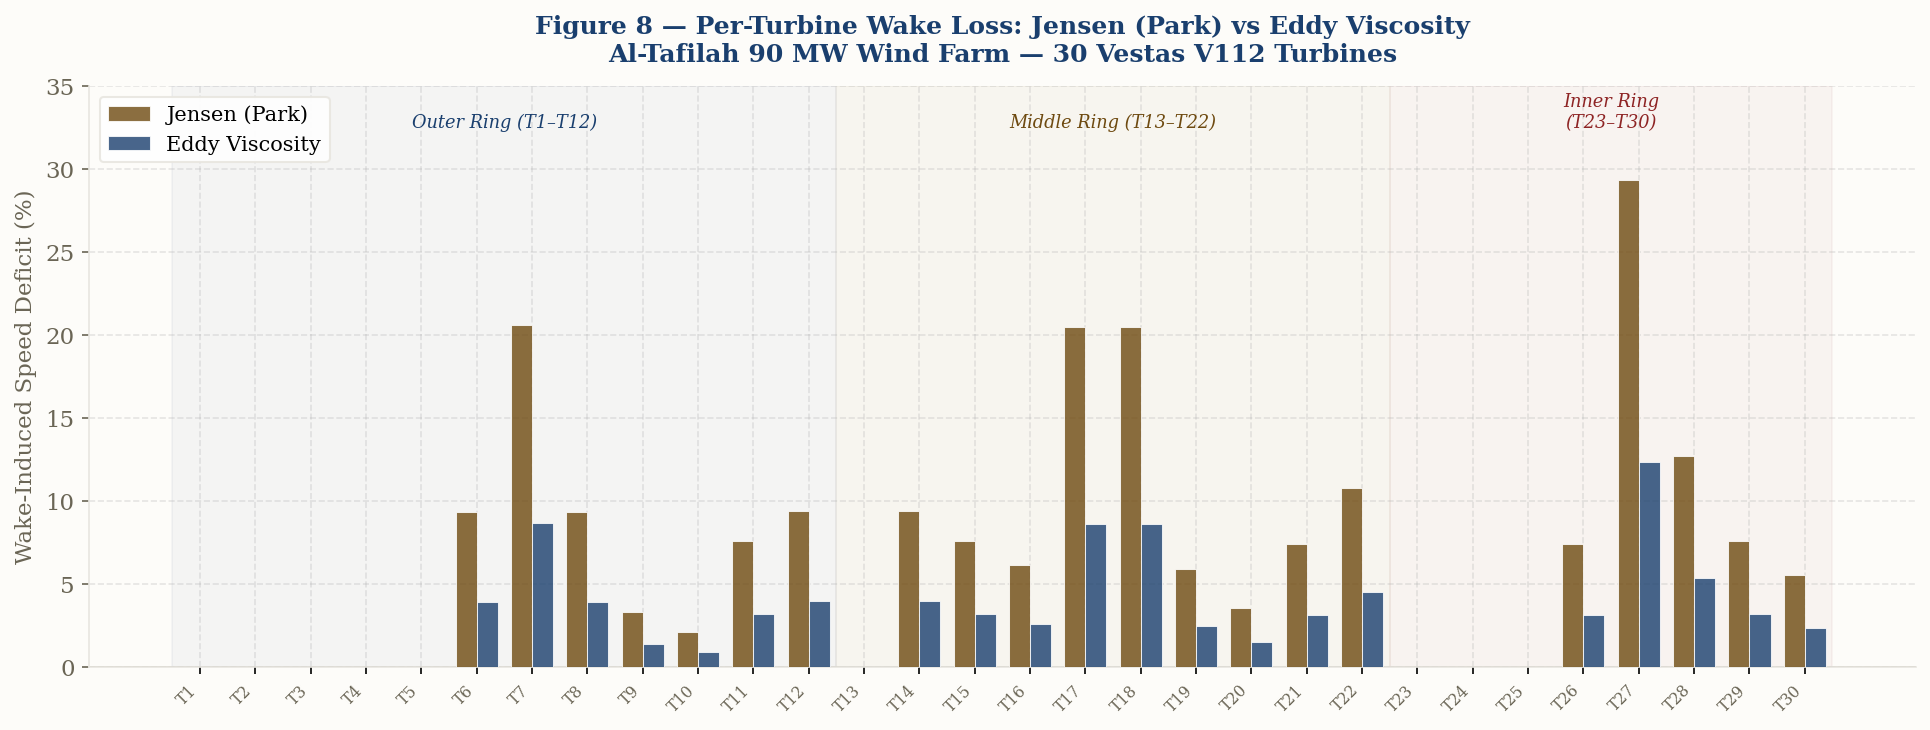 Figure 8 — Per-Turbine Wake Loss: Jensen (Park) vs Eddy Viscosity
Al-Tafilah 90 MW Wind Farm — 30 Vestas V112 Turbines
Jensen (Park)
Eddy Viscosity
Outer Ring (T1–T12)
Middle Ring (T13–T22)
Inner Ring
(T23–T30)
Wake-Induced Speed Deficit (%)
35
30
25
20
15
10
5
0
T1
T2
T3
T4
T5
T6
T7
T8
T9
T10
T11
T12
T13
T14
T15
T16
T17
T18
T19
T20
T21
T22
T23
T24
T25
T26
T27
T28
T29
T30